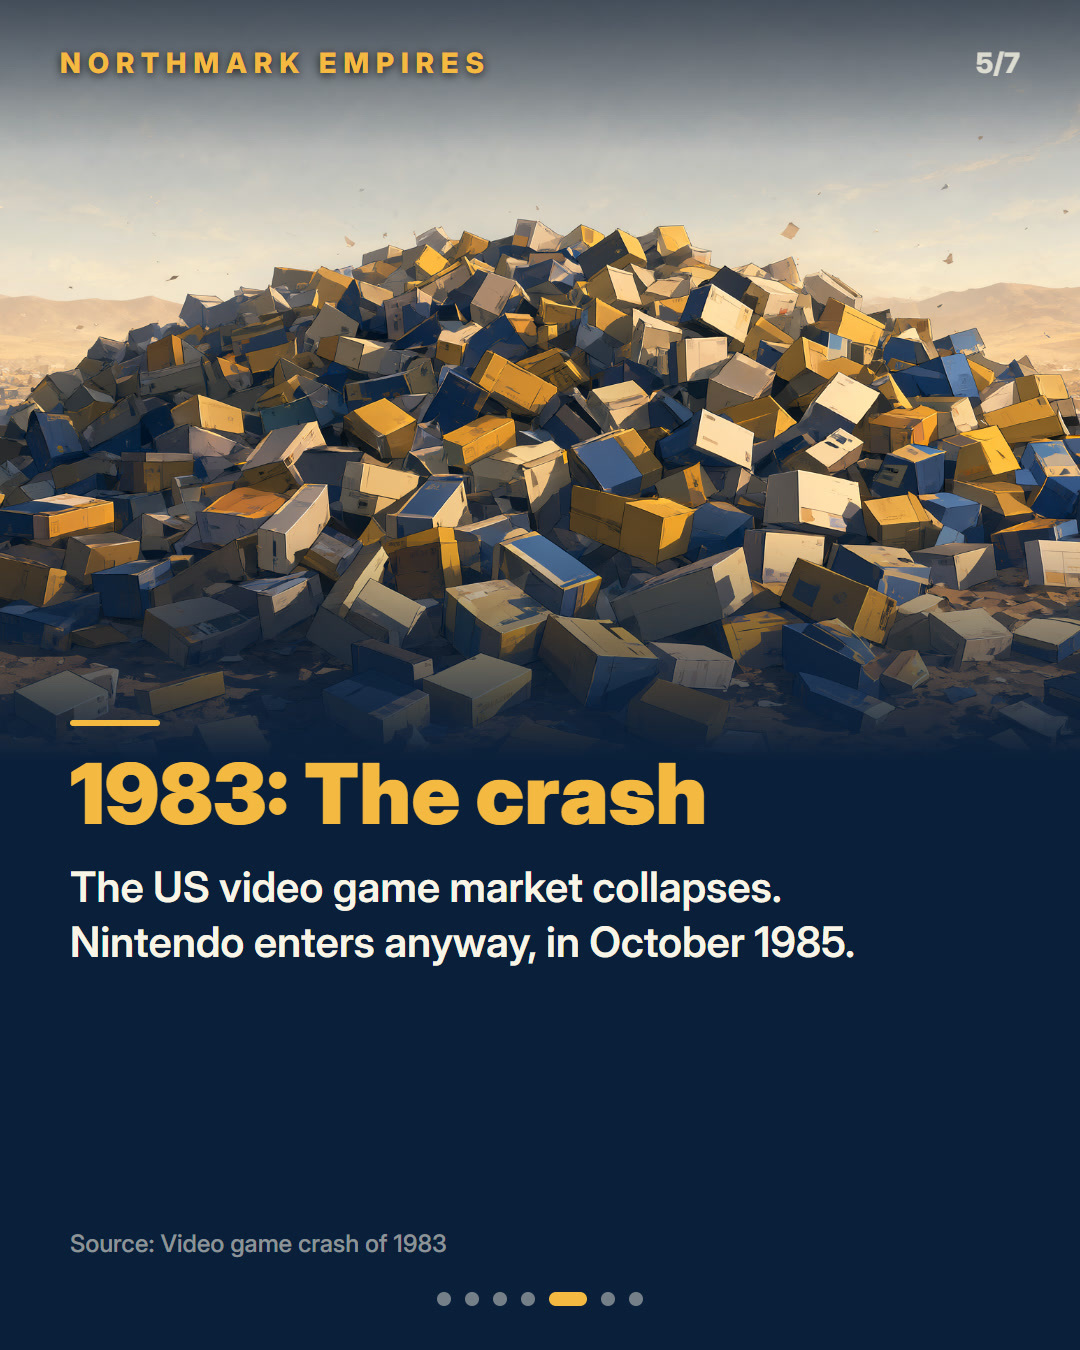 NORTHMARK EMPIRES
5/7
1983: The crash
The US video game market collapses.
Nintendo enters anyway, in October 1985.
Source: Video game crash of 1983